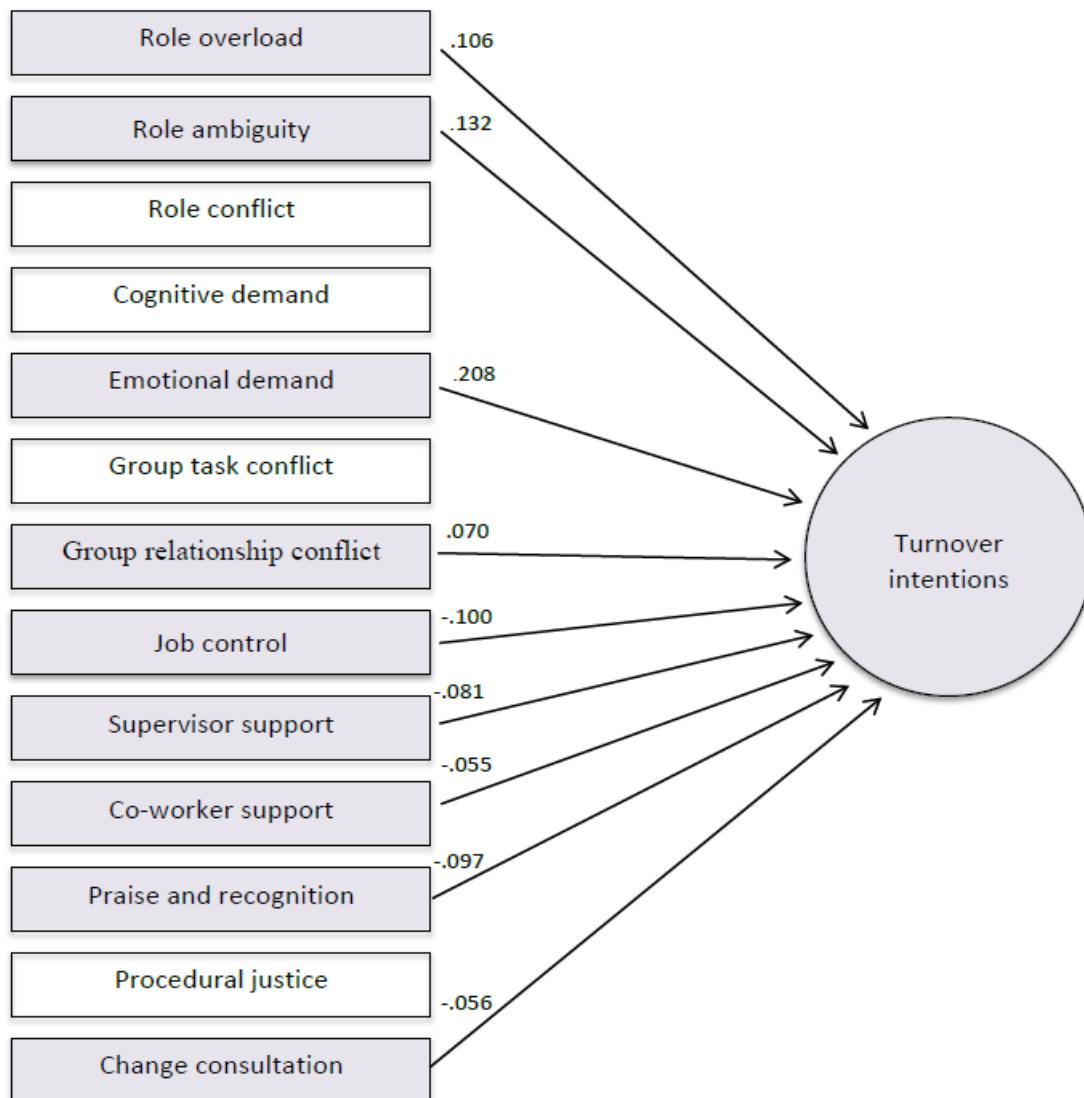 Role overload
.106
Role ambiguity
.132
Role conflict
Cognitive demand
Emotional demand
.208
Group task conflict
Group relationship conflict
.070
Turnover
intentions
Job control
-.100
Supervisor support
-.081
Co-worker support
-.055
Praise and recognition
-.097
Procedural justice
Change consultation
-.056